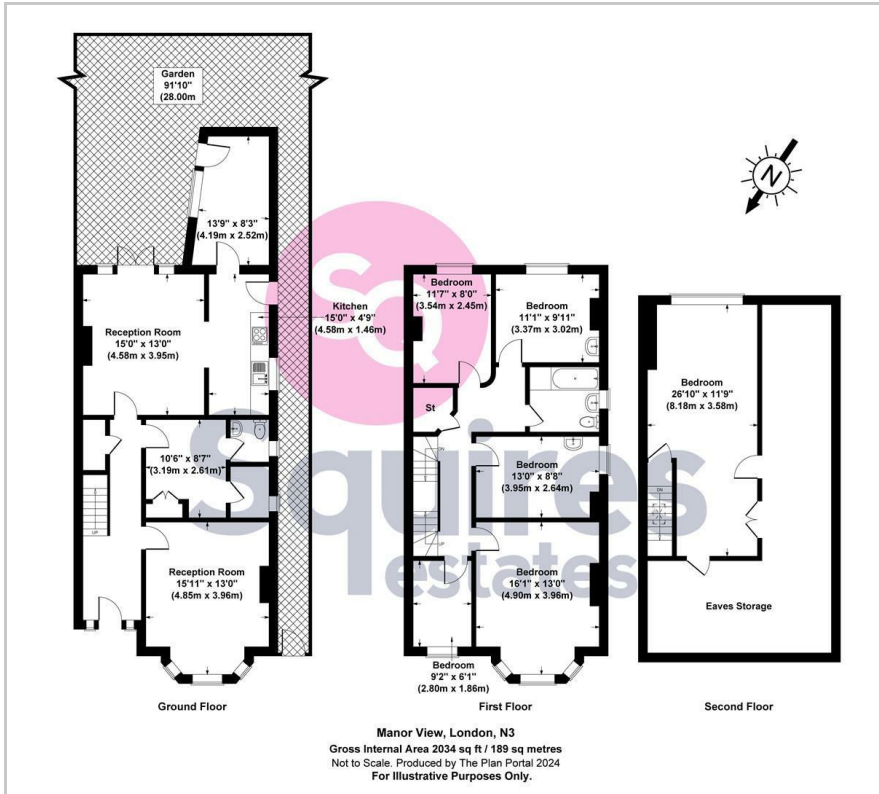 Garden
91'10"
(28.00m
N
13'9" x 8'3"
(4.19m x 2.52m)
Kitchen
15'0" x 4'9"
(4.58m x 1.46m)
Reception Room
15'0" x 13'0"
(4.58m x 3.95m)
10'6" x 8'7"
(3.19m x 2.61m)
UP
Reception Room
15'11" x 13'0"
(4.85m x 3.96m)
Ground Floor
Bedroom
11'7" x 8'0"
(3.54m x 2.45m)
Bedroom
11'1" x 9'11"
(3.37m x 3.02m)
St
DN
Bedroom
13'0" x 8'8"
(3.95m x 2.64m)
UP
Bedroom
16'1" x 13'0"
(4.90m x 3.96m)
Bedroom
9'2" x 6'1"
(2.80m x 1.86m)
First Floor
Bedroom
26'10" x 11'9"
(8.18m x 3.58m)
DN
Eaves Storage
Second Floor
SQ
Squires
estates
Manor View, London, N3
Gross Internal Area 2034 sq ft / 189 sq metres
Not to Scale. Produced by The Plan Portal 2024
For Illustrative Purposes Only.